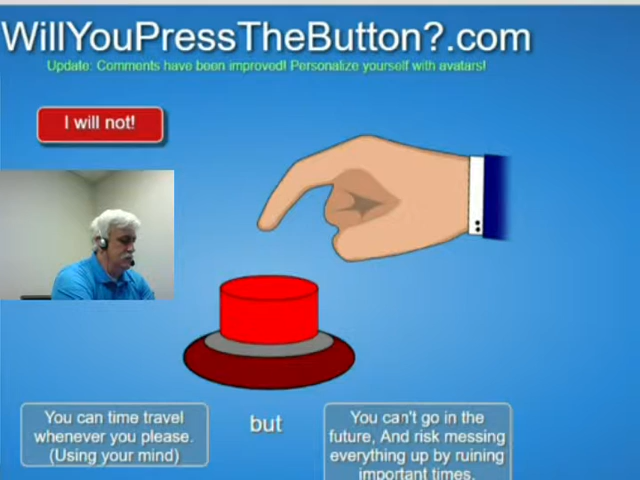 WillYouPressTheButton?.com
Update: Comments have been improved! Personalize yourself with avatars!
I will not!
You can time travel
whenever you please.
(Using your mind)
but
You can't go in the
future, And risk messing
everything up by ruining
important times.